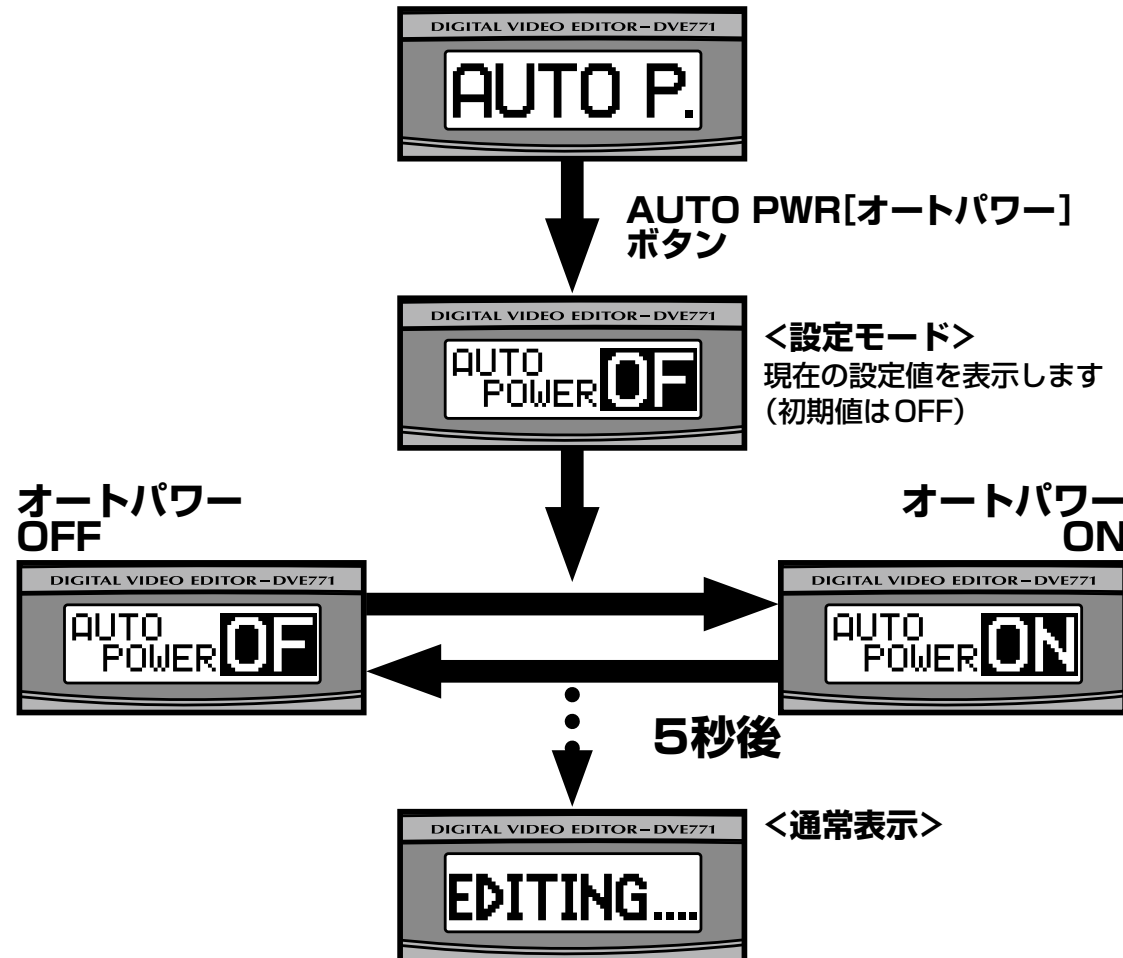 DIGITAL VIDEO EDITOR–DVE771
AUTO P.
AUTO PWR[オートパワー]
ボタン
DIGITAL VIDEO EDITOR–DVE771
AUTO
POWER OF
<設定モード>
現在の設定値を表示します
(初期値はOFF)
オートパワー
OFF
DIGITAL VIDEO EDITOR–DVE771
AUTO
POWER OF
オートパワー
ON
DIGITAL VIDEO EDITOR–DVE771
AUTO
POWER ON
5秒後
DIGITAL VIDEO EDITOR–DVE771
EDITING....
<通常表示>